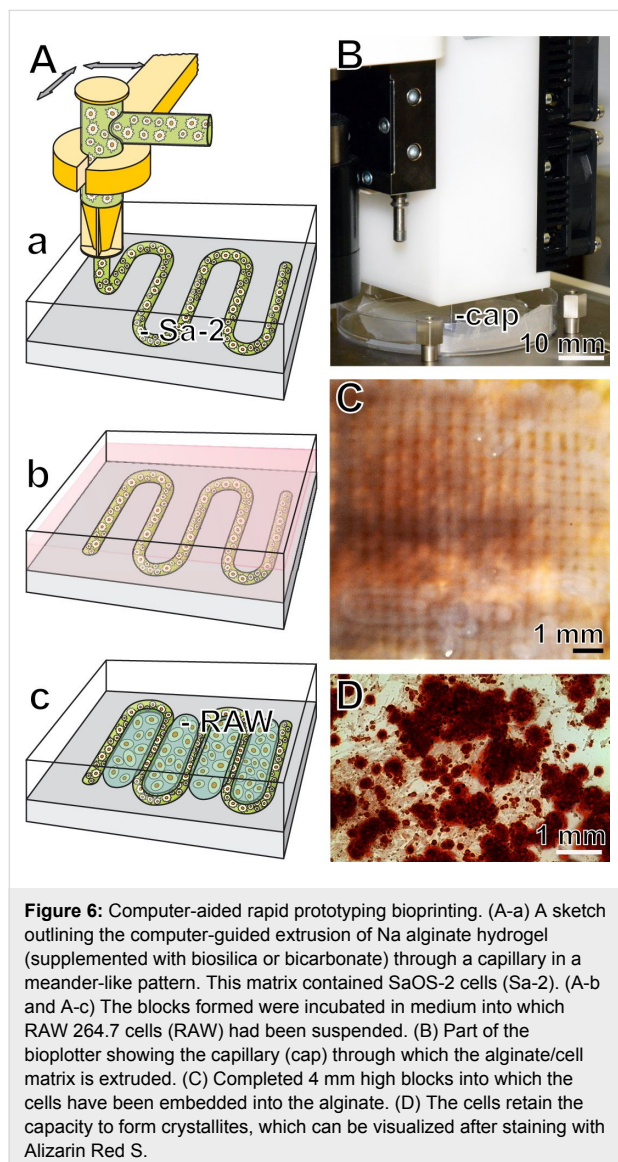 A
a
- Sa-2
b
c
- RAW
B
-cap
10 mm
C
1 mm
D
1 mm
Figure 6: Computer-aided rapid prototyping bioprinting. (A-a) A sketch
outlining the computer-guided extrusion of Na alginate hydrogel
(supplemented with biosilica or bicarbonate) through a capillary in a
meander-like pattern. This matrix contained SaOS-2 cells (Sa-2). (A-b
and A-c) The blocks formed were incubated in medium into which
RAW 264.7 cells (RAW) had been suspended. (B) Part of the
bioplotter showing the capillary (cap) through which the alginate/cell
matrix is extruded. (C) Completed 4 mm high blocks into which the
cells have been embedded into the alginate. (D) The cells retain the
capacity to form crystallites, which can be visualized after staining with
Alizarin Red S.